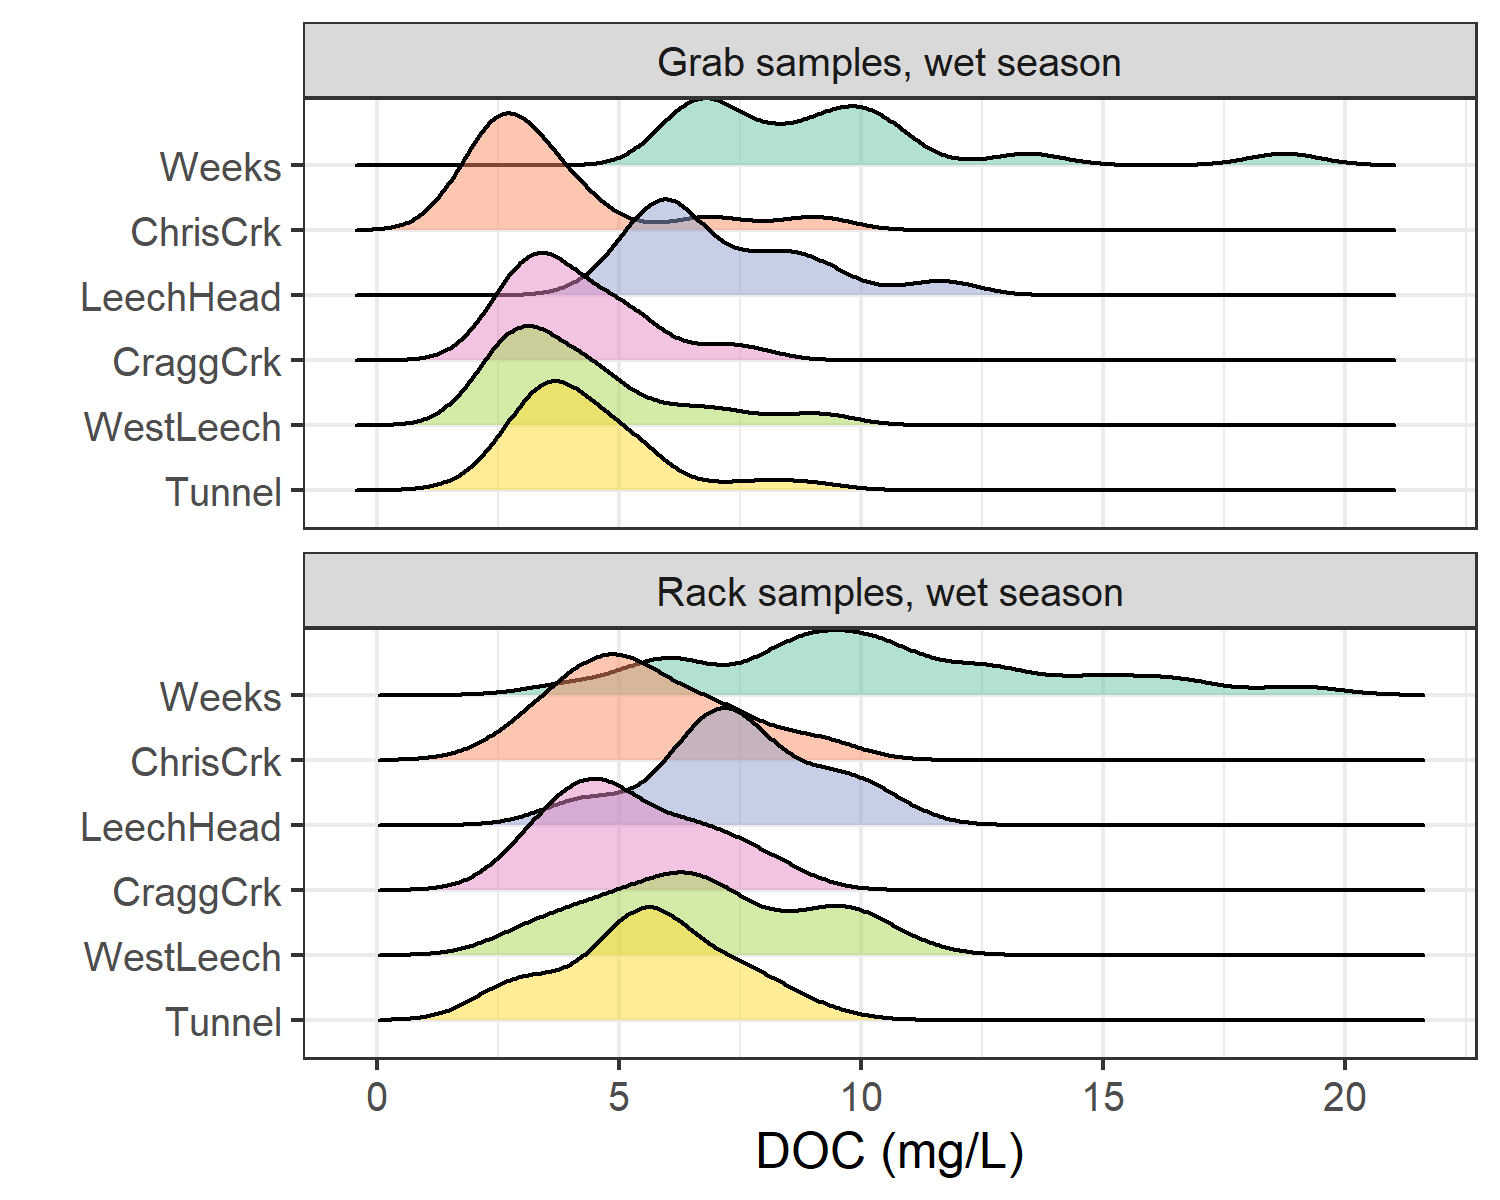 Grab samples, wet season
Weeks
ChrisCrk
LeechHead
CraggCrk
WestLeech
Tunnel
Rack samples, wet season
Weeks
ChrisCrk
LeechHead
CraggCrk
WestLeech
Tunnel
0 5 10 15 20
DOC (mg/L)